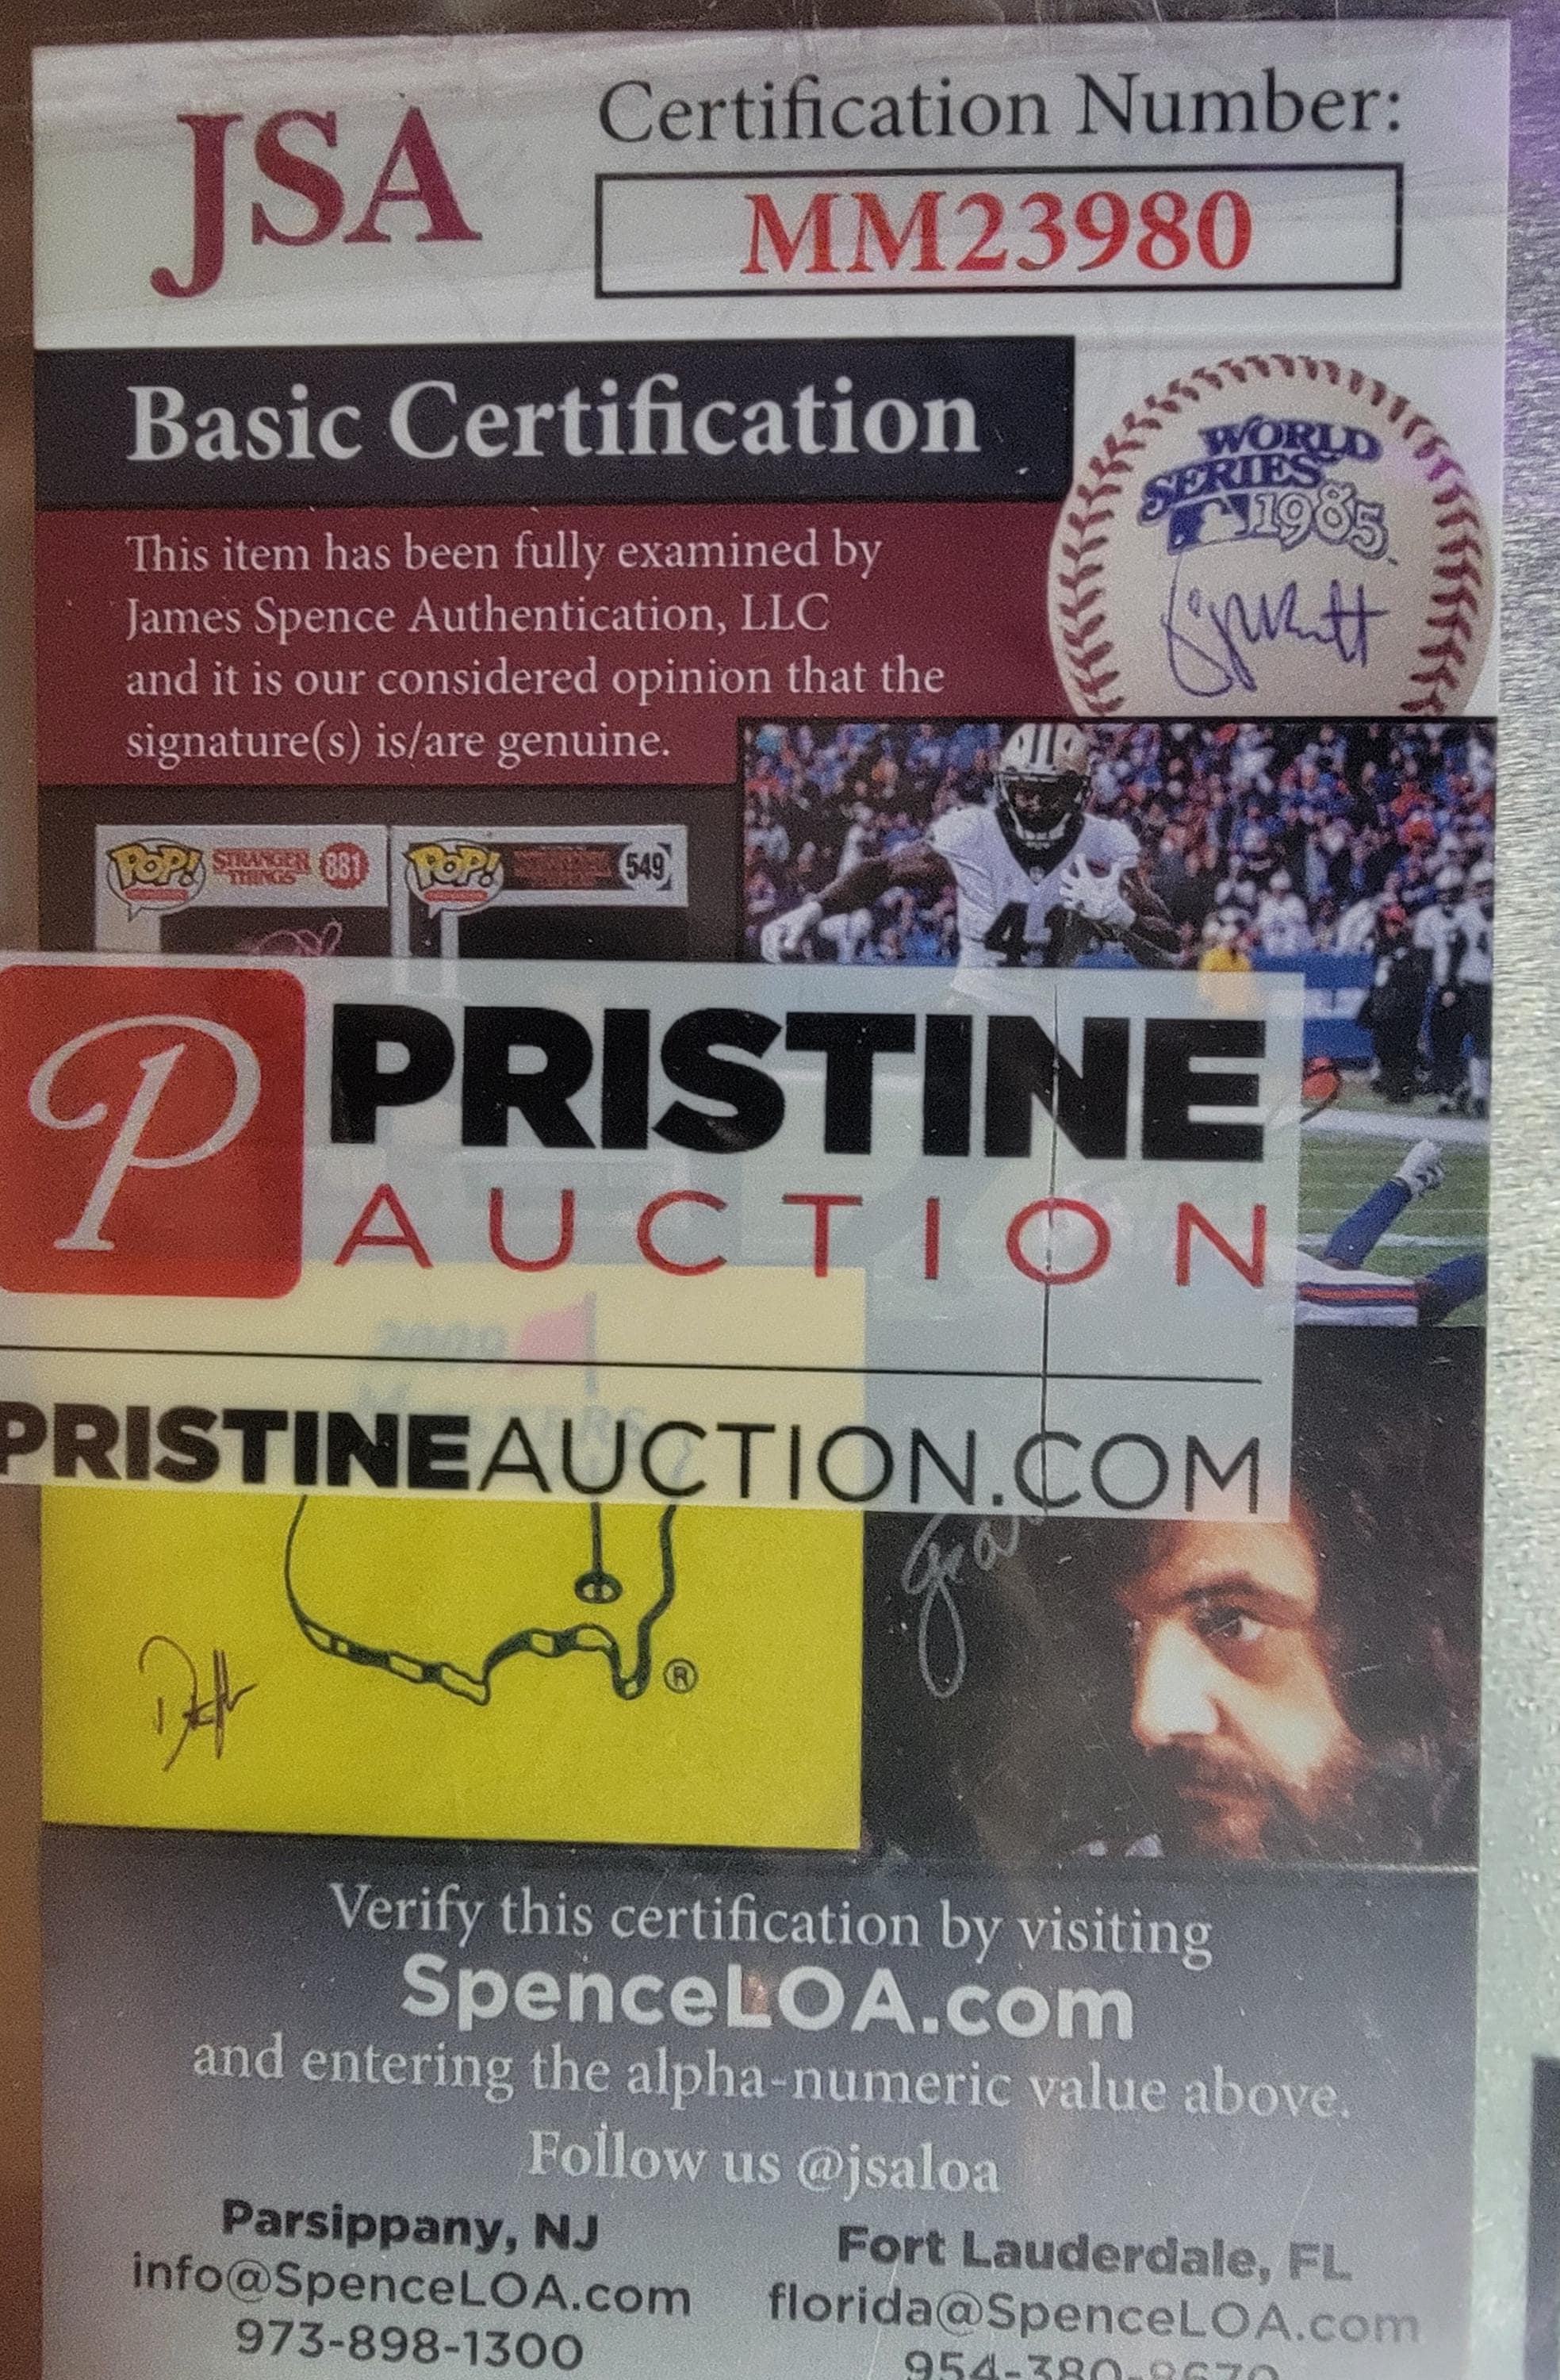 JSA
Certification Number:
MM23980
Basic Certification
This item has been fully examined by
James Spence Authentication, LLC
and it is our considered opinion that the
signature(s) is/are genuine.
WORLD
SERIES
1985
POP!
STRANGER
THINGS
881
POP!
549
41
P
PRISTINE
AUCTION
PRISTINEAUCTION.COM
®
Verify this certification by visiting
SpenceLOA.com
and entering the alpha-numeric value above.
Follow us @jsaloa
Parsippany, NJ
info@SpenceLOA.com
973-898-1300
Fort Lauderdale, FL
florida@SpenceLOA.com